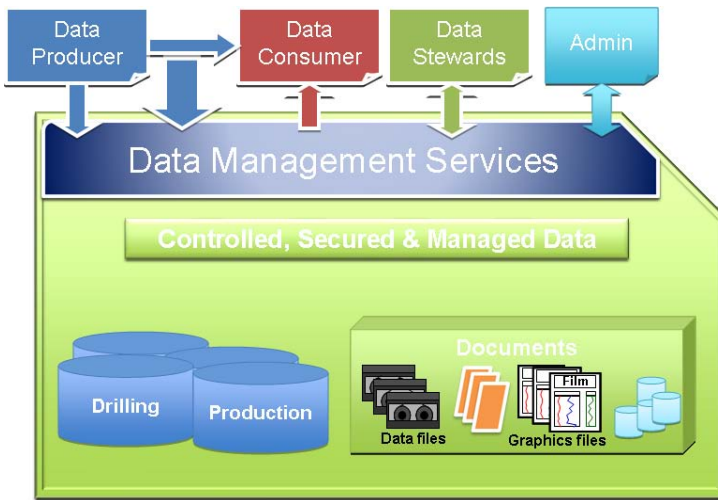 Data
Producer
Data
Consumer
Data
Stewards
Admin
Data Management Services
Controlled, Secured & Managed Data
Drilling
Production
Documents
Data files
Film
Graphics files